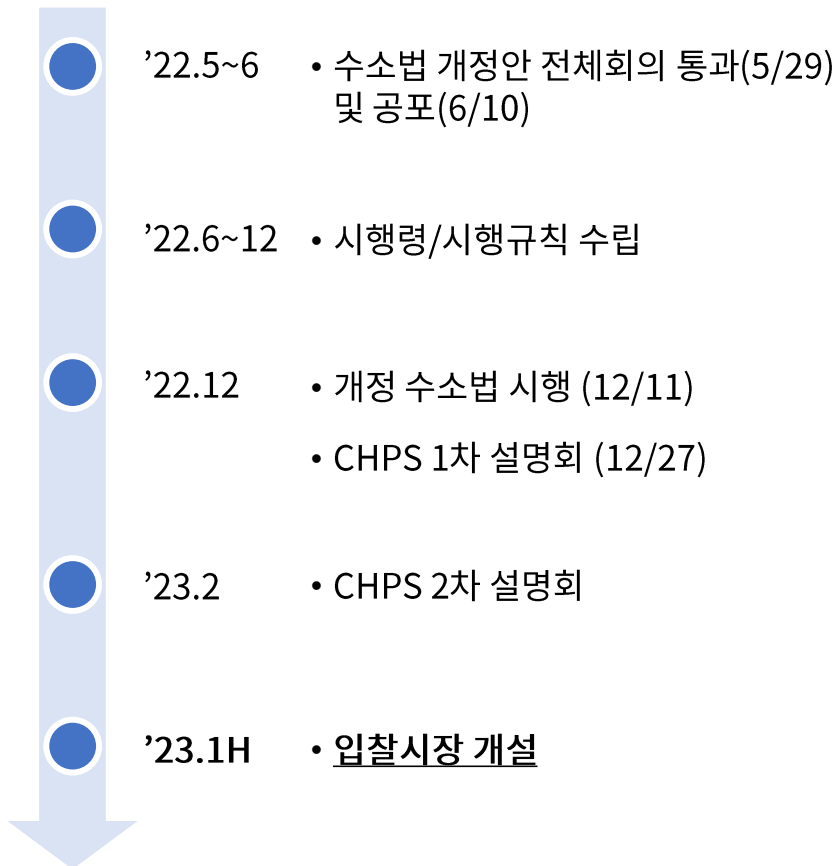 ’22.5~6 • 수소법 개정안 전체회의 통과(5/29)
및 공포(6/10)
’22.6~12 • 시행령/시행규칙 수립
’22.12 • 개정 수소법 시행 (12/11)
• CHPS 1차 설명회 (12/27)
’23.2 • CHPS 2차 설명회
’23.1H • 입찰시장 개설